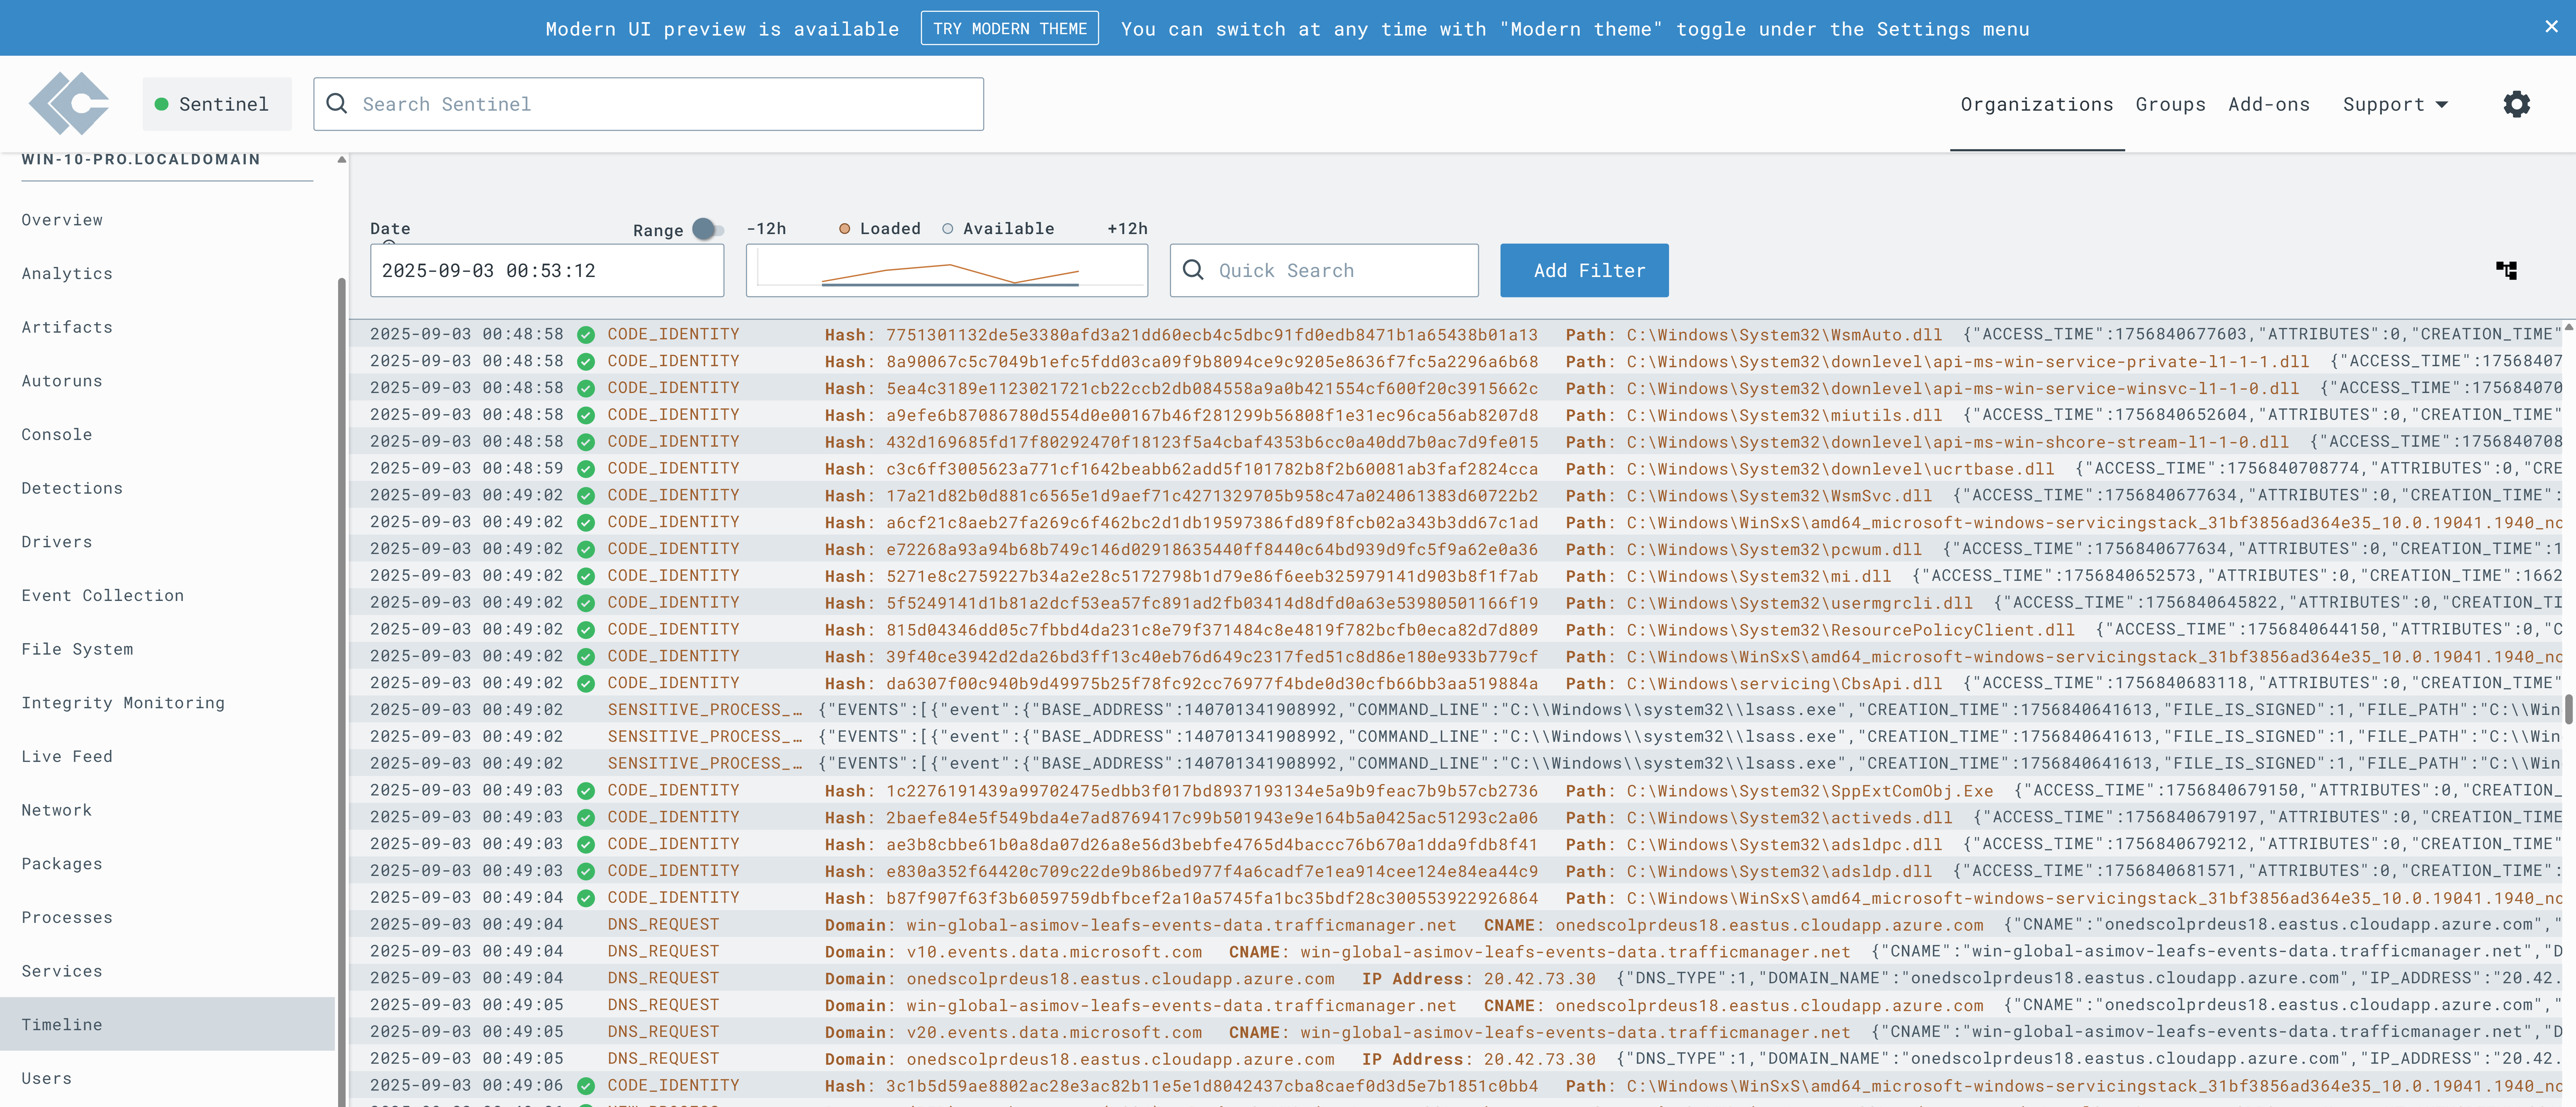 Modern UI preview is available TRY MODERN THEME You can switch at any time with "Modern theme" toggle under the Settings menu
Sentinel
Search Sentinel
Organizations Groups Add-ons Support
WIN-10-PRO.LOCALDOMAIN
Overview
Analytics
Artifacts
Autoruns
Console
Detections
Drivers
Event Collection
File System
Integrity Monitoring
Live Feed
Network
Packages
Processes
Services
Timeline
Users
Date Range -12h Loaded Available +12h
2025-09-03 00:53:12 Quick Search Add Filter
2025-09-03 00:48:58 CODE_IDENTITY Hash: 7751301132de5e3380afd3a21dd60ecb4c5dbc91fd0edb8471b1a65438b01a13 Path: C:\Windows\System32\WsmAuto.dll {"ACCESS_TIME":1756840677603,"ATTRIBUTES":0,"CREATION_TIME"
2025-09-03 00:48:58 CODE_IDENTITY Hash: 8a90067c5c7049b1efc5fdd03ca09f9b8094ce9c9205e8636f7fc5a2296a6b68 Path: C:\Windows\System32\downlevel\api-ms-win-service-private-l1-1-1.dll {"ACCESS_TIME":17568407
2025-09-03 00:48:58 CODE_IDENTITY Hash: 5ea4c3189e1123021721cb22ccb2db084558a9a0b421554cf600f20c3915662c Path: C:\Windows\System32\downlevel\api-ms-win-service-winsvc-l1-1-0.dll {"ACCESS_TIME":175684070
2025-09-03 00:48:58 CODE_IDENTITY Hash: a9efe6b87086780d554d0e00167b46f281299b56808f1e31ec96ca56ab8207d8 Path: C:\Windows\System32\miutils.dll {"ACCESS_TIME":1756840652604,"ATTRIBUTES":0,"CREATION_TIME"
2025-09-03 00:48:58 CODE_IDENTITY Hash: 432d169685fd17f80292470f18123f5a4cbaf4353b6cc0a40dd7b0ac7d9fe015 Path: C:\Windows\System32\downlevel\api-ms-win-shcore-stream-l1-1-0.dll {"ACCESS_TIME":1756840708
2025-09-03 00:48:59 CODE_IDENTITY Hash: c3c6ff3005623a771cf1642beabb62add5f101782b8f2b60081ab3faf2824cca Path: C:\Windows\System32\downlevel\ucrtbase.dll {"ACCESS_TIME":1756840708774,"ATTRIBUTES":0,"CRE
2025-09-03 00:49:02 CODE_IDENTITY Hash: 17a21d82b0d881c6565e1d9aef71c4271329705b958c47a024061383d60722b2 Path: C:\Windows\System32\WsmSvc.dll {"ACCESS_TIME":1756840677634,"ATTRIBUTES":0,"CREATION_TIME":
2025-09-03 00:49:02 CODE_IDENTITY Hash: a6cf21c8aeb27fa269c6f462bc2d1db19597386fd89f8fcb02a343b3dd67c1ad Path: C:\Windows\WinSxS\amd64_microsoft-windows-servicingstack_31bf3856ad364e35_10.0.19041.1940_no
2025-09-03 00:49:02 CODE_IDENTITY Hash: e72268a93a94b68b749c146d02918635440ff8440c64bd939d9fc5f9a62e0a36 Path: C:\Windows\System32\pcwum.dll {"ACCESS_TIME":1756840677634,"ATTRIBUTES":0,"CREATION_TIME":1
2025-09-03 00:49:02 CODE_IDENTITY Hash: 5271e8c2759227b34a2e28c5172798b1d79e86f6eeb325979141d903b8f1f7ab Path: C:\Windows\System32\mi.dll {"ACCESS_TIME":1756840652573,"ATTRIBUTES":0,"CREATION_TIME":1662
2025-09-03 00:49:02 CODE_IDENTITY Hash: 5f5249141d1b81a2dcf53ea57fc891ad2fb03414d8dfd0a63e53980501166f19 Path: C:\Windows\System32\usermgrcli.dll {"ACCESS_TIME":1756840645822,"ATTRIBUTES":0,"CREATION_TI
2025-09-03 00:49:02 CODE_IDENTITY Hash: 815d04346dd05c7fbbd4da231c8e79f371484c8e4819f782bcfb0eca82d7d809 Path: C:\Windows\System32\ResourcePolicyClient.dll {"ACCESS_TIME":1756840644150,"ATTRIBUTES":0,"C
2025-09-03 00:49:02 CODE_IDENTITY Hash: 39f40ce3942d2da26bd3ff13c40eb76d649c2317fed51c8d86e180e933b779cf Path: C:\Windows\WinSxS\amd64_microsoft-windows-servicingstack_31bf3856ad364e35_10.0.19041.1940_no
2025-09-03 00:49:02 CODE_IDENTITY Hash: da6307f00c940b9d49975b25f78fc92cc76977f4bde0d30cfb66bb3aa519884a Path: C:\Windows\servicing\CbsApi.dll {"ACCESS_TIME":1756840683118,"ATTRIBUTES":0,"CREATION_TIME"
2025-09-03 00:49:02 SENSITIVE_PROCESS_… {"EVENTS":[{"event":{"BASE_ADDRESS":140701341908992,"COMMAND_LINE":"C:\\Windows\\system32\\lsass.exe","CREATION_TIME":1756840641613,"FILE_IS_SIGNED":1,"FILE_PATH":"C:\\Win
2025-09-03 00:49:02 SENSITIVE_PROCESS_… {"EVENTS":[{"event":{"BASE_ADDRESS":140701341908992,"COMMAND_LINE":"C:\\Windows\\system32\\lsass.exe","CREATION_TIME":1756840641613,"FILE_IS_SIGNED":1,"FILE_PATH":"C:\\Win
2025-09-03 00:49:02 SENSITIVE_PROCESS_… {"EVENTS":[{"event":{"BASE_ADDRESS":140701341908992,"COMMAND_LINE":"C:\\Windows\\system32\\lsass.exe","CREATION_TIME":1756840641613,"FILE_IS_SIGNED":1,"FILE_PATH":"C:\\Win
2025-09-03 00:49:03 CODE_IDENTITY Hash: 1c2276191439a99702475edbb3f017bd8937193134e5a9b9feac7b9b57cb2736 Path: C:\Windows\System32\SppExtComObj.Exe {"ACCESS_TIME":1756840679150,"ATTRIBUTES":0,"CREATION_
2025-09-03 00:49:03 CODE_IDENTITY Hash: 2baefe84e5f549bda4e7ad8769417c99b501943e9e164b5a0425ac51293c2a06 Path: C:\Windows\System32\activeds.dll {"ACCESS_TIME":1756840679197,"ATTRIBUTES":0,"CREATION_TIME
2025-09-03 00:49:03 CODE_IDENTITY Hash: ae3b8cbbe61b0a8da07d26a8e56d3bebfe4765d4baccc76b670a1dda9fdb8f41 Path: C:\Windows\System32\adsldpc.dll {"ACCESS_TIME":1756840679212,"ATTRIBUTES":0,"CREATION_TIME"
2025-09-03 00:49:03 CODE_IDENTITY Hash: e830a352f64420c709c22de9b86bed977f4a6cadf7e1ea914cee124e84ea44c9 Path: C:\Windows\System32\adsldp.dll {"ACCESS_TIME":1756840681571,"ATTRIBUTES":0,"CREATION_TIME":
2025-09-03 00:49:04 CODE_IDENTITY Hash: b87f907f63f3b6059759dbfbcef2a10a5745fa1bc35bdf28c300553922926864 Path: C:\Windows\WinSxS\amd64_microsoft-windows-servicingstack_31bf3856ad364e35_10.0.19041.1940_no
2025-09-03 00:49:04 DNS_REQUEST Domain: win-global-asimov-leafs-events-data.trafficmanager.net CNAME: onedscolprdeus18.eastus.cloudapp.azure.com {"CNAME":"onedscolprdeus18.eastus.cloudapp.azure.com","
2025-09-03 00:49:04 DNS_REQUEST Domain: v10.events.data.microsoft.com CNAME: win-global-asimov-leafs-events-data.trafficmanager.net {"CNAME":"win-global-asimov-leafs-events-data.trafficmanager.net","D
2025-09-03 00:49:04 DNS_REQUEST Domain: onedscolprdeus18.eastus.cloudapp.azure.com IP Address: 20.42.73.30 {"DNS_TYPE":1,"DOMAIN_NAME":"onedscolprdeus18.eastus.cloudapp.azure.com","IP_ADDRESS":"20.42.
2025-09-03 00:49:05 DNS_REQUEST Domain: win-global-asimov-leafs-events-data.trafficmanager.net CNAME: onedscolprdeus18.eastus.cloudapp.azure.com {"CNAME":"onedscolprdeus18.eastus.cloudapp.azure.com","
2025-09-03 00:49:05 DNS_REQUEST Domain: v20.events.data.microsoft.com CNAME: win-global-asimov-leafs-events-data.trafficmanager.net {"CNAME":"win-global-asimov-leafs-events-data.trafficmanager.net","D
2025-09-03 00:49:05 DNS_REQUEST Domain: onedscolprdeus18.eastus.cloudapp.azure.com IP Address: 20.42.73.30 {"DNS_TYPE":1,"DOMAIN_NAME":"onedscolprdeus18.eastus.cloudapp.azure.com","IP_ADDRESS":"20.42.
2025-09-03 00:49:06 CODE_IDENTITY Hash: 3c1b5d59ae8802ac28e3ac82b11e5e1d8042437cba8caef0d3d5e7b1851c0bb4 Path: C:\Windows\WinSxS\amd64_microsoft-windows-servicingstack_31bf3856ad364e35_10.0.19041.1940_no